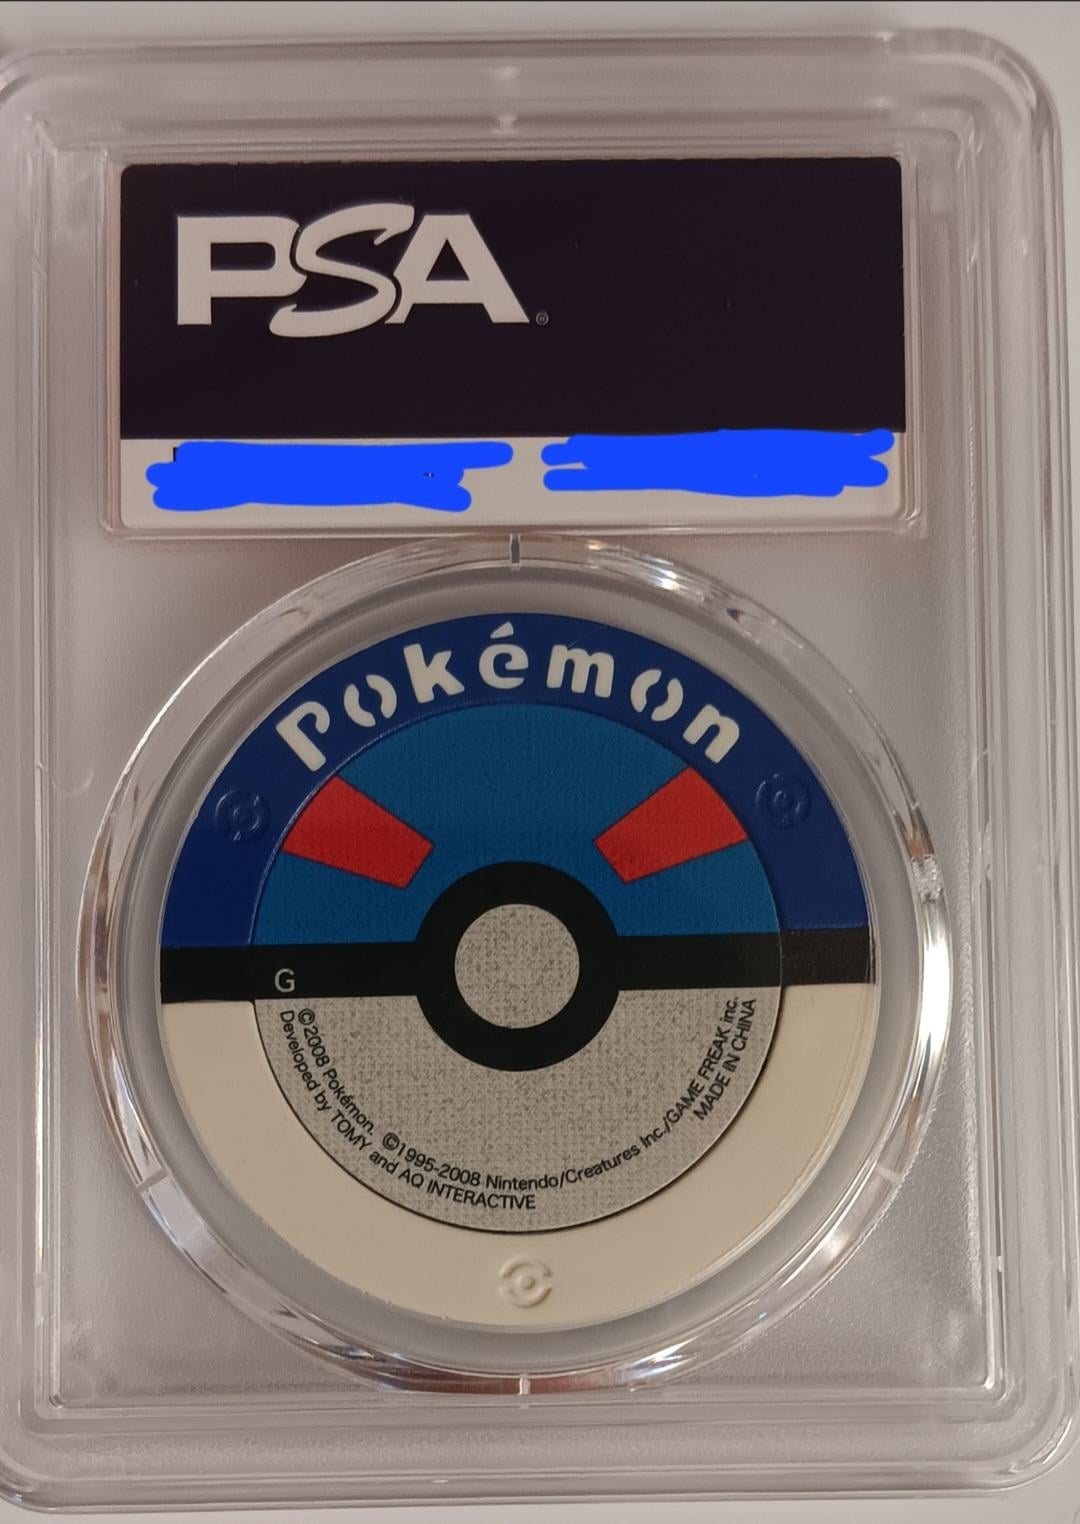 PSA®
Pokémon
G
©2008 Pokémon. ©1995-2008 Nintendo/Creatures Inc./GAME FREAK inc.
Developed by TOMY and AQ INTERACTIVE
MADE IN CHINA